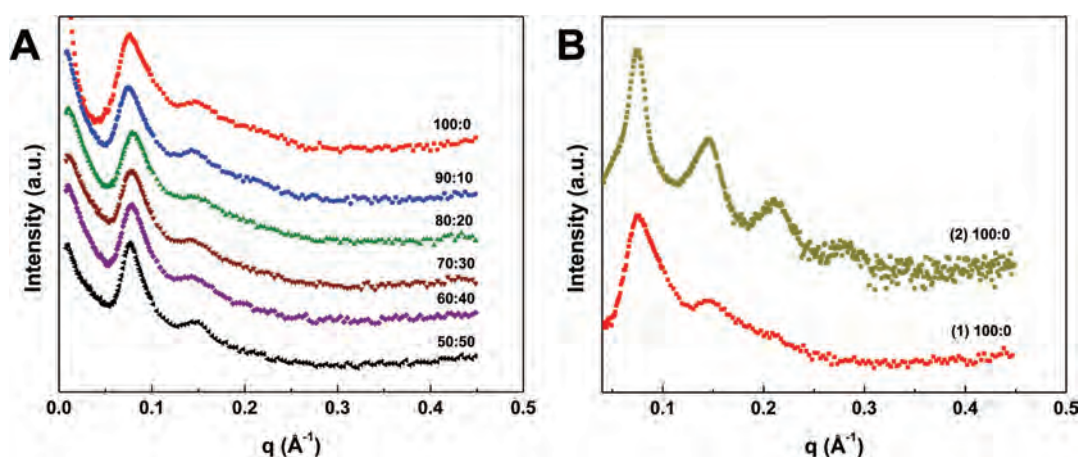 A
Intensity (a.u.)
100:0
90:10
80:20
70:30
60:40
50:50
0.0 0.1 0.2 0.3 0.4 0.5
q (Å⁻¹)
B
Intensity (a.u.)
(2) 100:0
(1) 100:0
0.1 0.2 0.3 0.4 0.5
q (Å⁻¹)